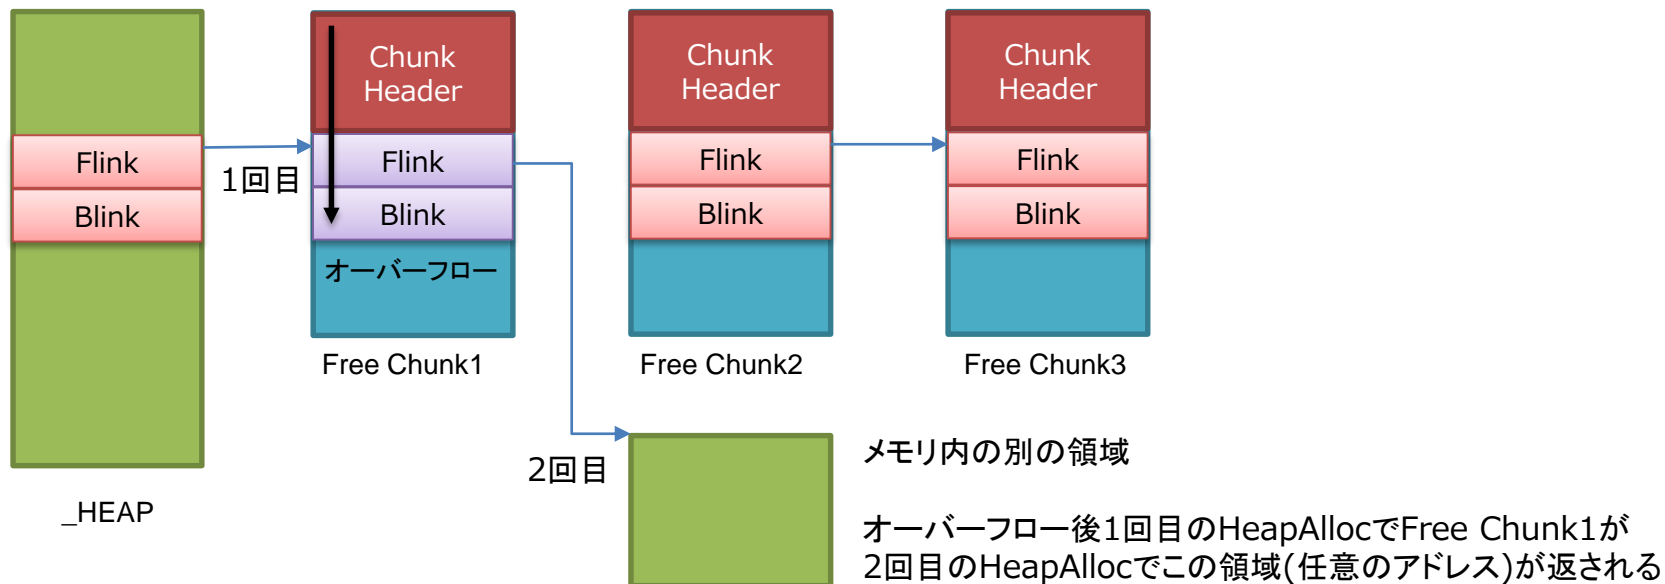 Chunk
Header
Chunk
Header
Chunk
Header
Flink
Blink
1回目
Flink
Blink
オーバーフロー
Flink
Blink
Flink
Blink
Free Chunk1
Free Chunk2
Free Chunk3
_HEAP
2回目
メモリ内の別の領域
オーバーフロー後1回目のHeapAllocでFree Chunk1が
2回目のHeapAllocでこの領域(任意のアドレス)が返される